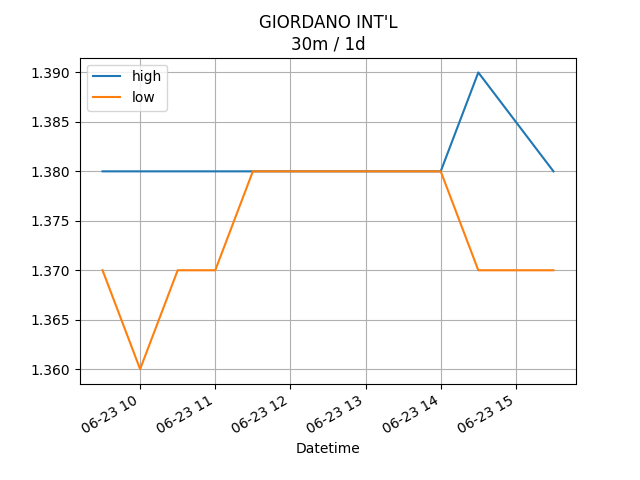 GIORDANO INT'L
30m / 1d
high
low
1.390
1.385
1.380
1.375
1.370
1.365
1.360
06-23 10
06-23 11
06-23 12
06-23 13
06-23 14
06-23 15
Datetime